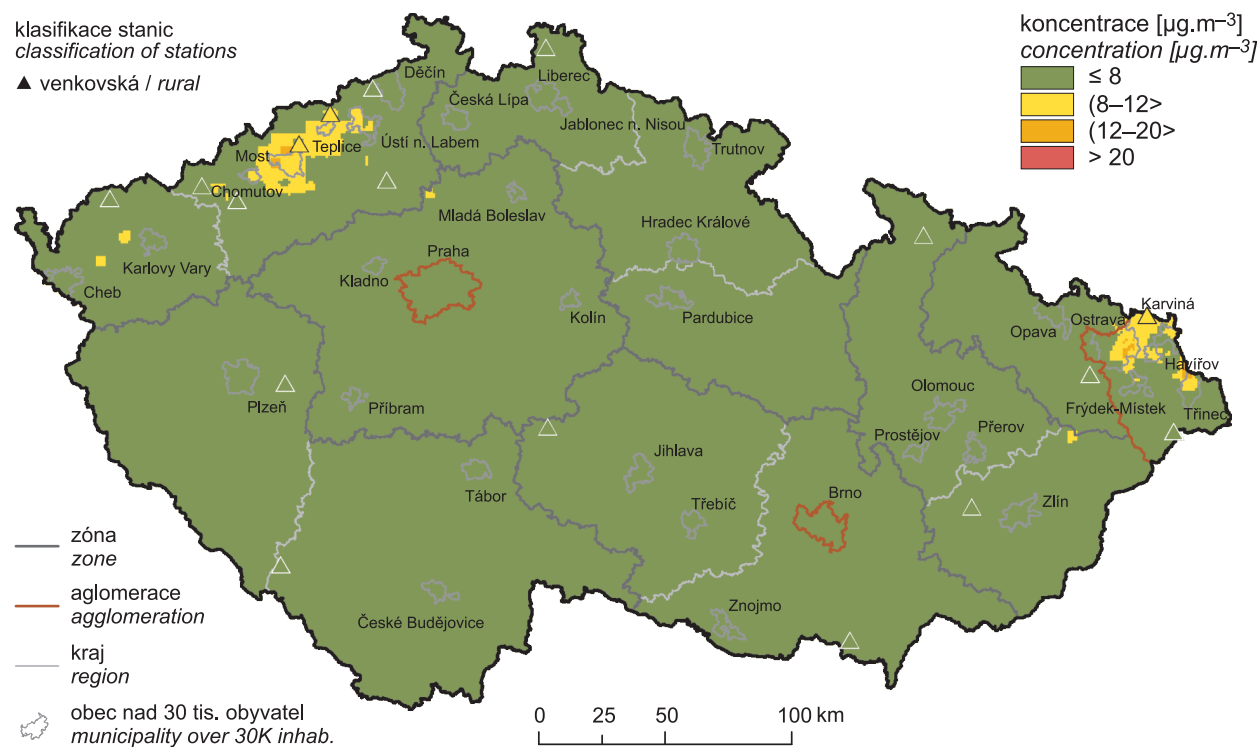 klasifikace stanic
classification of stations
venkovská / rural
koncentrace [µg.m⁻³]
concentration [µg.m⁻³]
≤ 8
(8–12>
(12–20>
> 20
Děčín
Liberec
Česká Lípa
Jablonec n. Nisou
Ústí n. Labem
Teplice
Most
Trutnov
Chomutov
Mladá Boleslav
Hradec Králové
Praha
Karlovy Vary
Kladno
Cheb
Kolín
Pardubice
Karviná
Ostrava
Opava
Havířov
Olomouc
Frýdek-Místek
Třinec
Plzeň
Příbram
Prostějov
Přerov
Jihlava
Tábor
Třebíč
Brno
Zlín
České Budějovice
Znojmo
zóna
zone
aglomerace
agglomeration
kraj
region
obec nad 30 tis. obyvatel
municipality over 30K inhab.
0 25 50 100 km